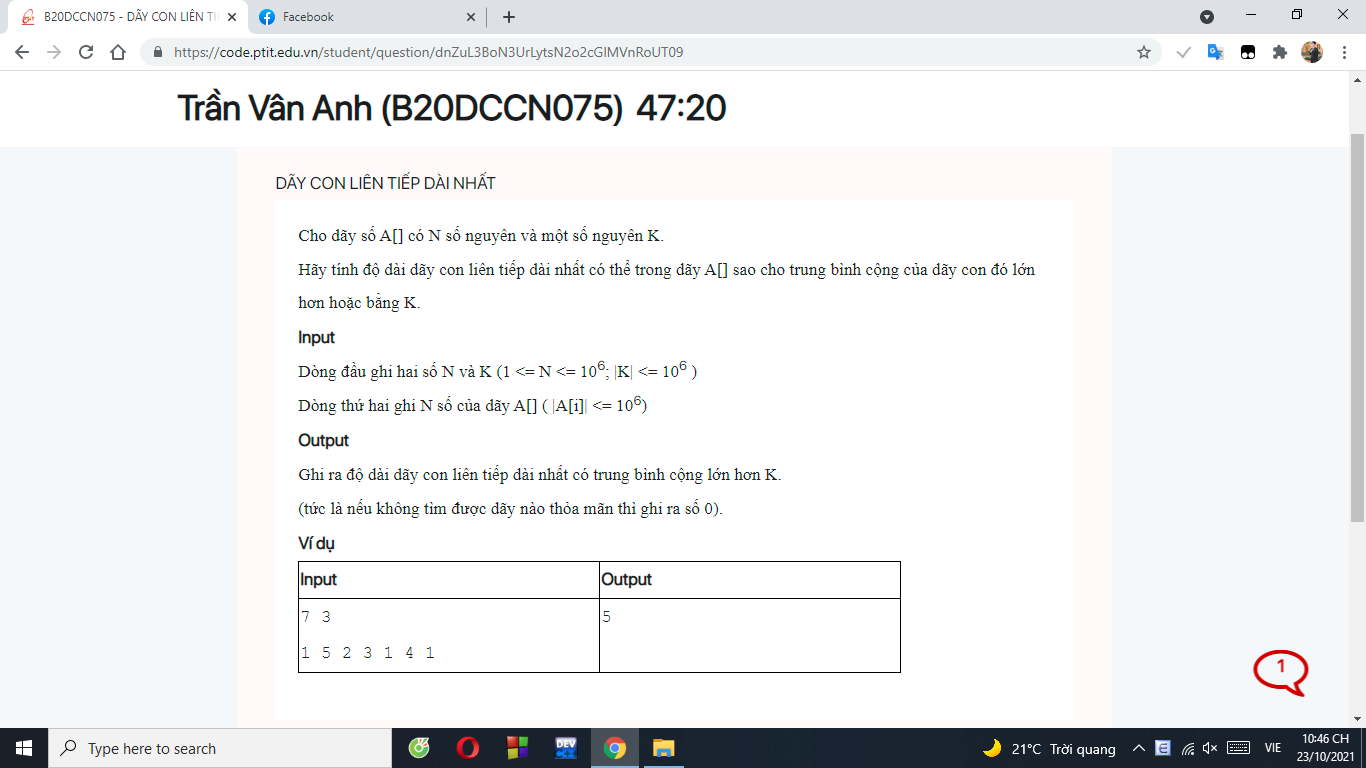 B20DCCN075 - DÃY CON LIÊN TI
Facebook
https://code.ptit.edu.vn/student/question/dnZuL3BoN3UrLytsN2o2cGlMVnRoUT09
Trần Vân Anh (B20DCCN075) 47:20
DÃY CON LIÊN TIẾP DÀI NHẤT
Cho dãy số A[] có N số nguyên và một số nguyên K.
Hãy tính độ dài dãy con liên tiếp dài nhất có thể trong dãy A[] sao cho trung bình cộng của dãy con đó lớn
hơn hoặc bằng K.
Input
Dòng đầu ghi hai số N và K (1 <= N <= 10^6; |K| <= 10^6 )
Dòng thứ hai ghi N số của dãy A[] ( |A[i]| <= 10^6)
Output
Ghi ra độ dài dãy con liên tiếp dài nhất có trung bình cộng lớn hơn K.
(tức là nếu không tìm được dãy nào thỏa mãn thì ghi ra số 0).
Ví dụ
Input Output
7 3 5
1 5 2 3 1 4 1
1
Type here to search
DEV
21°C Trời quang
VIE
10:46 CH
23/10/2021